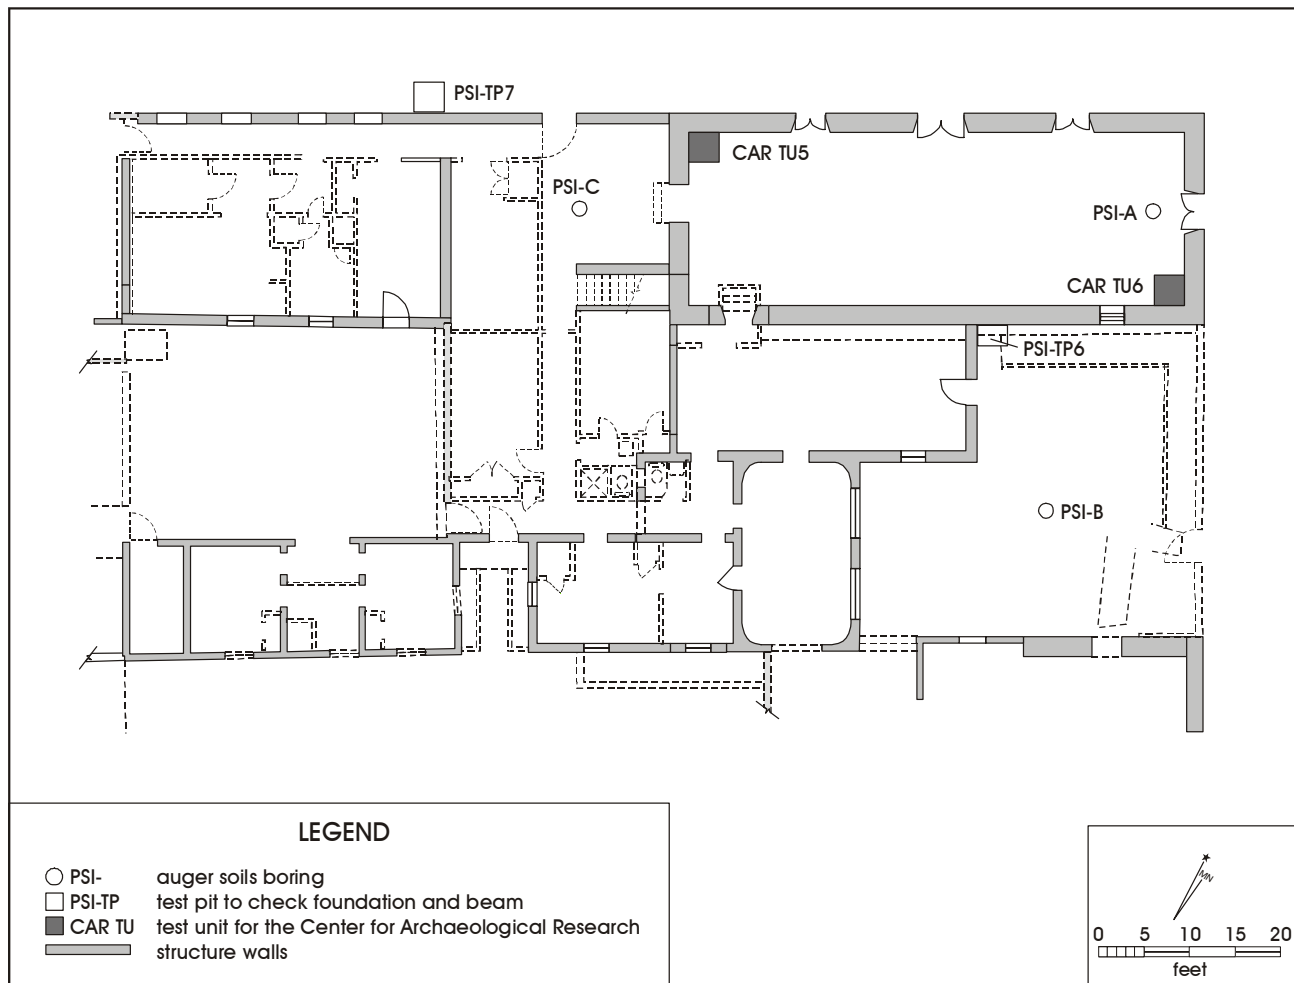 PSI-TP7
CAR TU5
PSI-C
PSI-A
CAR TU6
PSI-TP6
PSI-B
LEGEND
PSI- auger soils boring
PSI-TP test pit to check foundation and beam
CAR TU test unit for the Center for Archaeological Research
structure walls
MN
0 5 10 15 20
feet